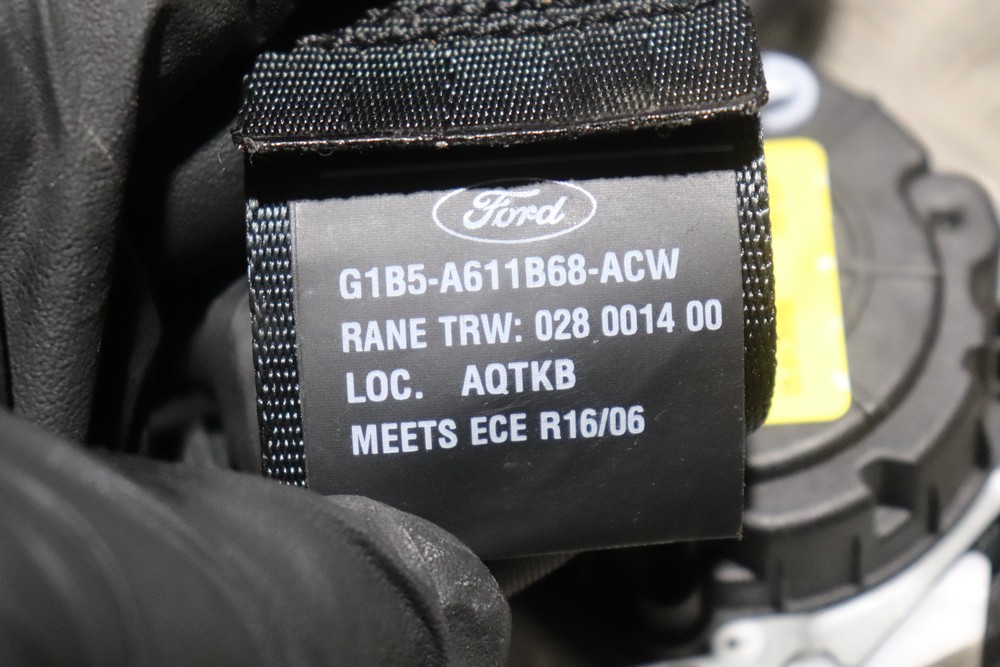 Ford
G1B5-A611B68-ACW
RANE TRW: 028 0014 00
LOC. AQTKB
MEETS ECE R16/06